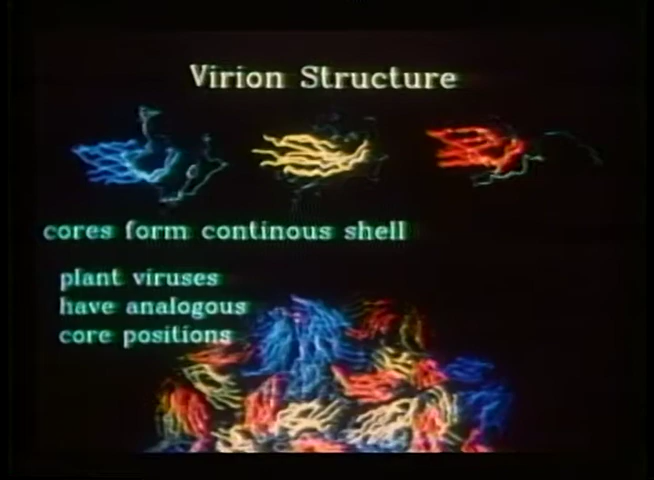 Virion Structure
cores form continous shell
plant viruses
have analogous
core positions